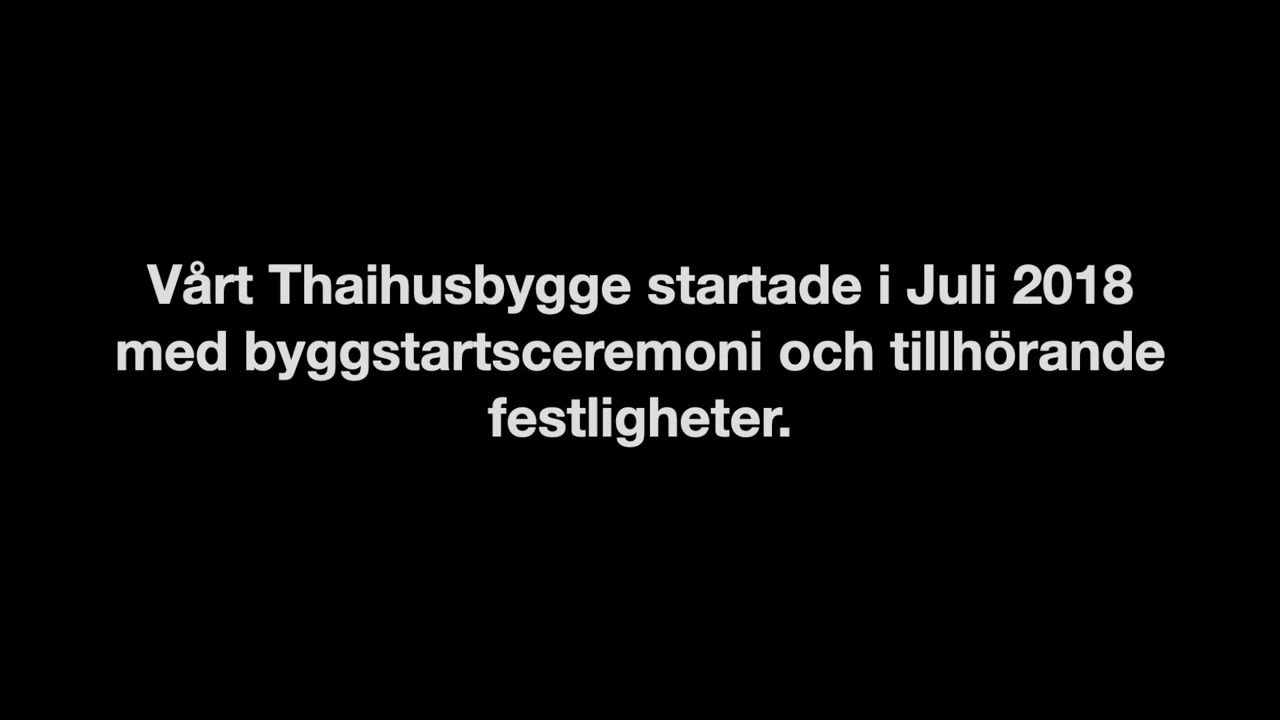 Vårt Thaihusbygge startade i Juli 2018
med byggstartsceremoni och tillhörande
festligheter.